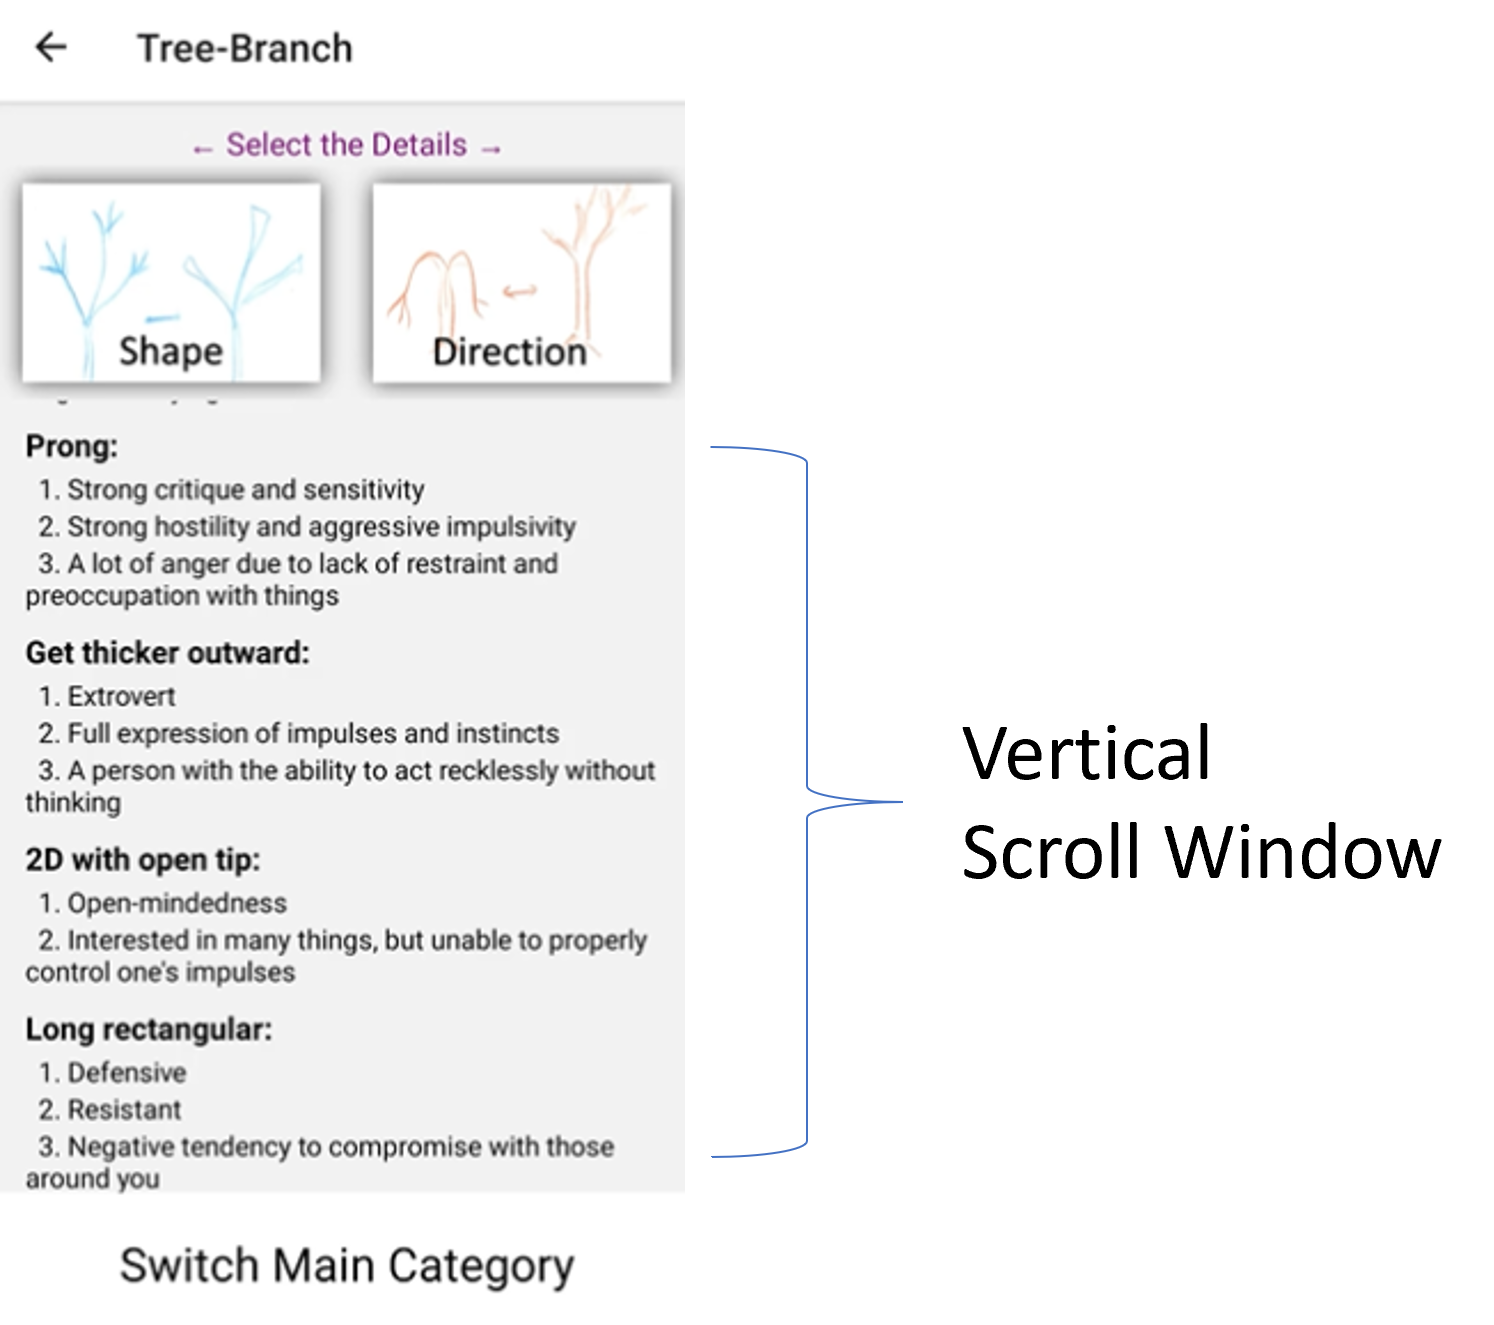 ← Tree-Branch
← Select the Details →
Shape
Direction
Prong:
1. Strong critique and sensitivity
2. Strong hostility and aggressive impulsivity
3. A lot of anger due to lack of restraint and
preoccupation with things
Get thicker outward:
1. Extrovert
2. Full expression of impulses and instincts
3. A person with the ability to act recklessly without
thinking
2D with open tip:
1. Open-mindedness
2. Interested in many things, but unable to properly
control one's impulses
Long rectangular:
1. Defensive
2. Resistant
3. Negative tendency to compromise with those
around you
Switch Main Category
Vertical
Scroll Window